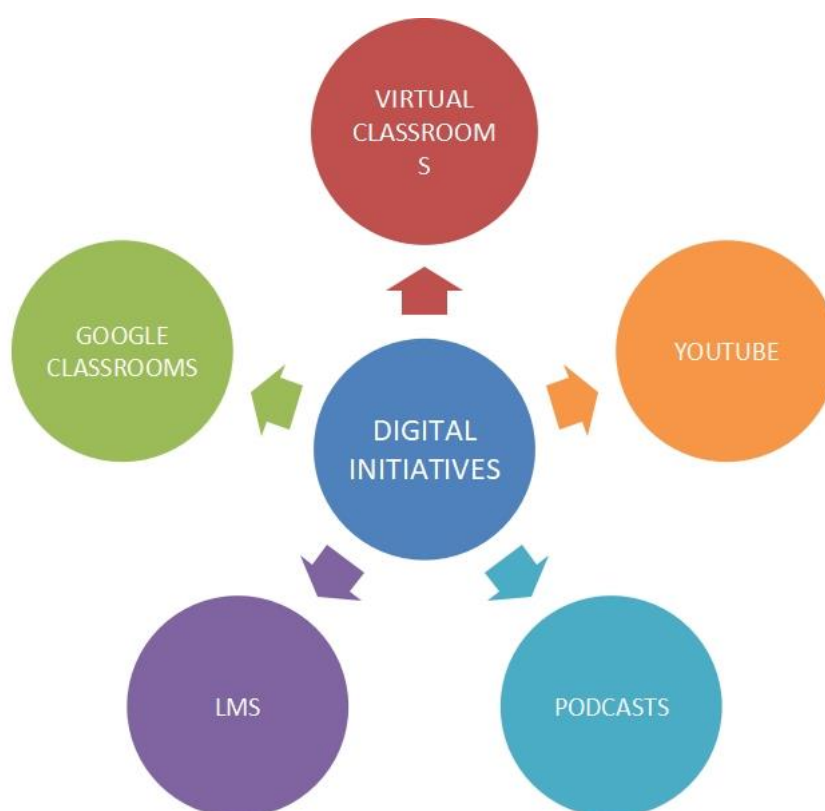 VIRTUAL
CLASSROOM
S
GOOGLE
CLASSROOMS
YOUTUBE
DIGITAL
INITIATIVES
LMS
PODCASTS